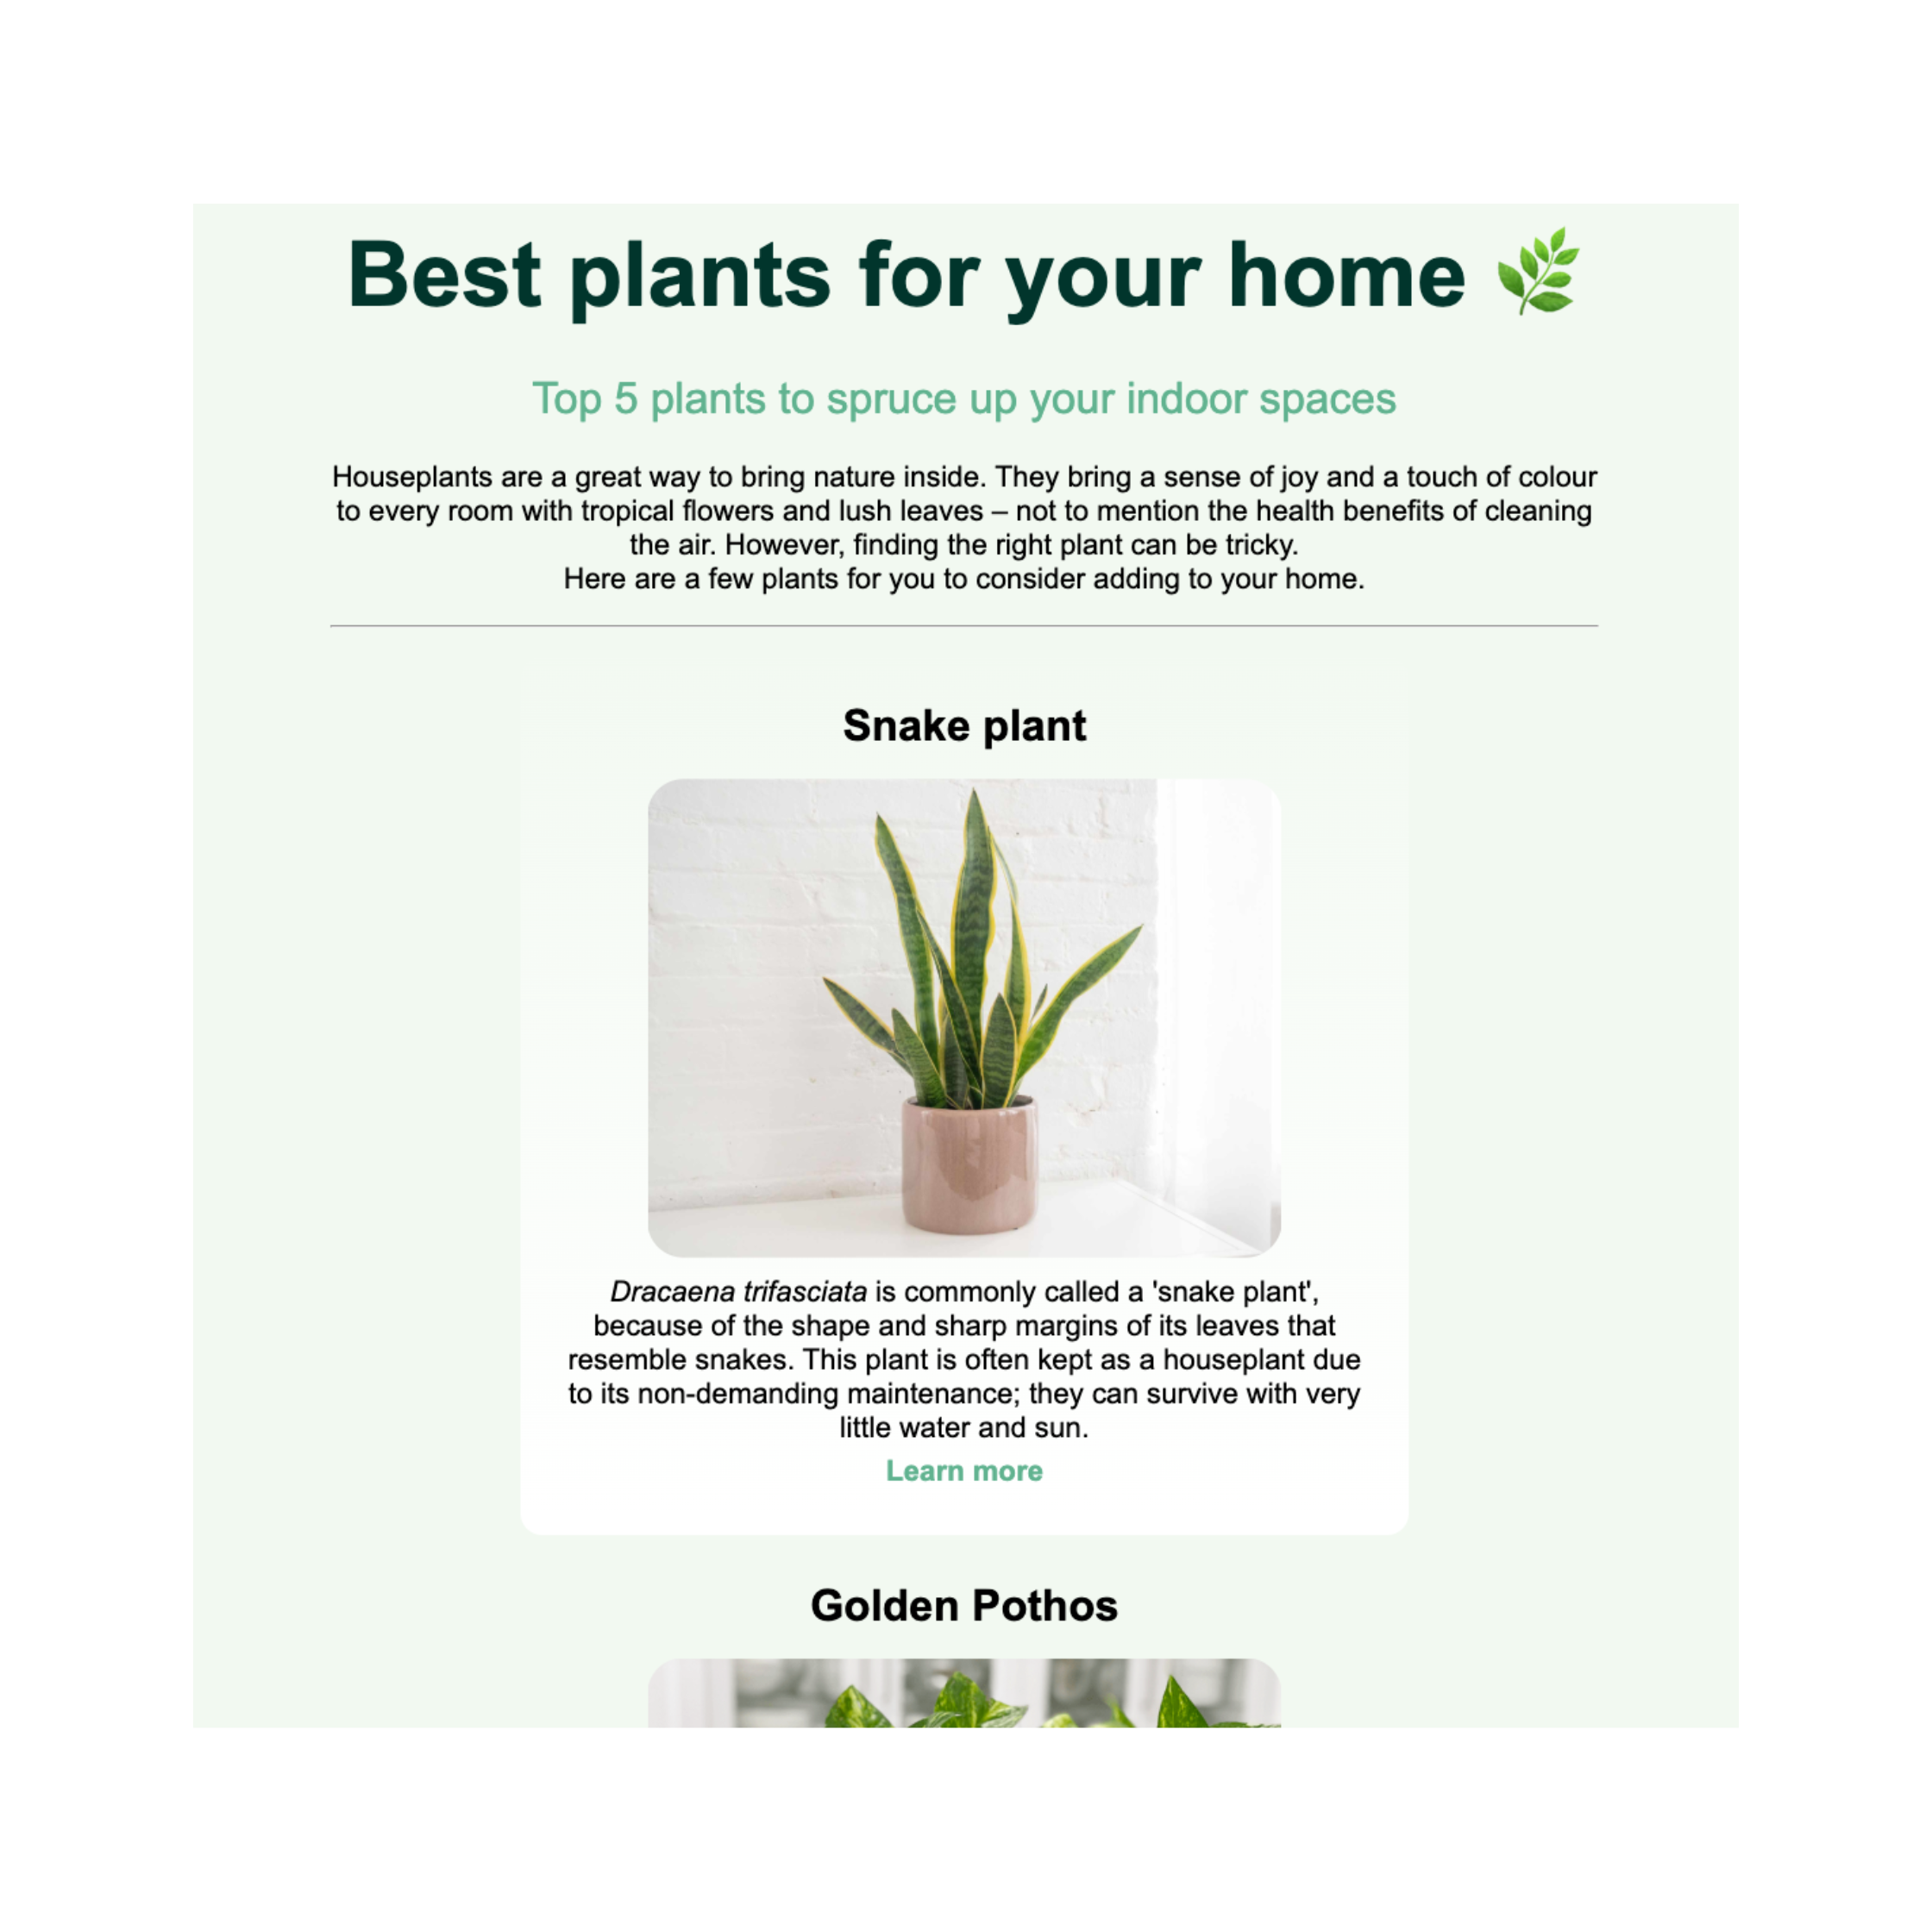 Best plants for your home 🌿
Top 5 plants to spruce up your indoor spaces
Houseplants are a great way to bring nature inside. They bring a sense of joy and a touch of colour
to every room with tropical flowers and lush leaves – not to mention the health benefits of cleaning
the air. However, finding the right plant can be tricky.
Here are a few plants for you to consider adding to your home.
Snake plant
Dracaena trifasciata is commonly called a 'snake plant',
because of the shape and sharp margins of its leaves that
resemble snakes. This plant is often kept as a houseplant due
to its non-demanding maintenance; they can survive with very
little water and sun.
Learn more
Golden Pothos